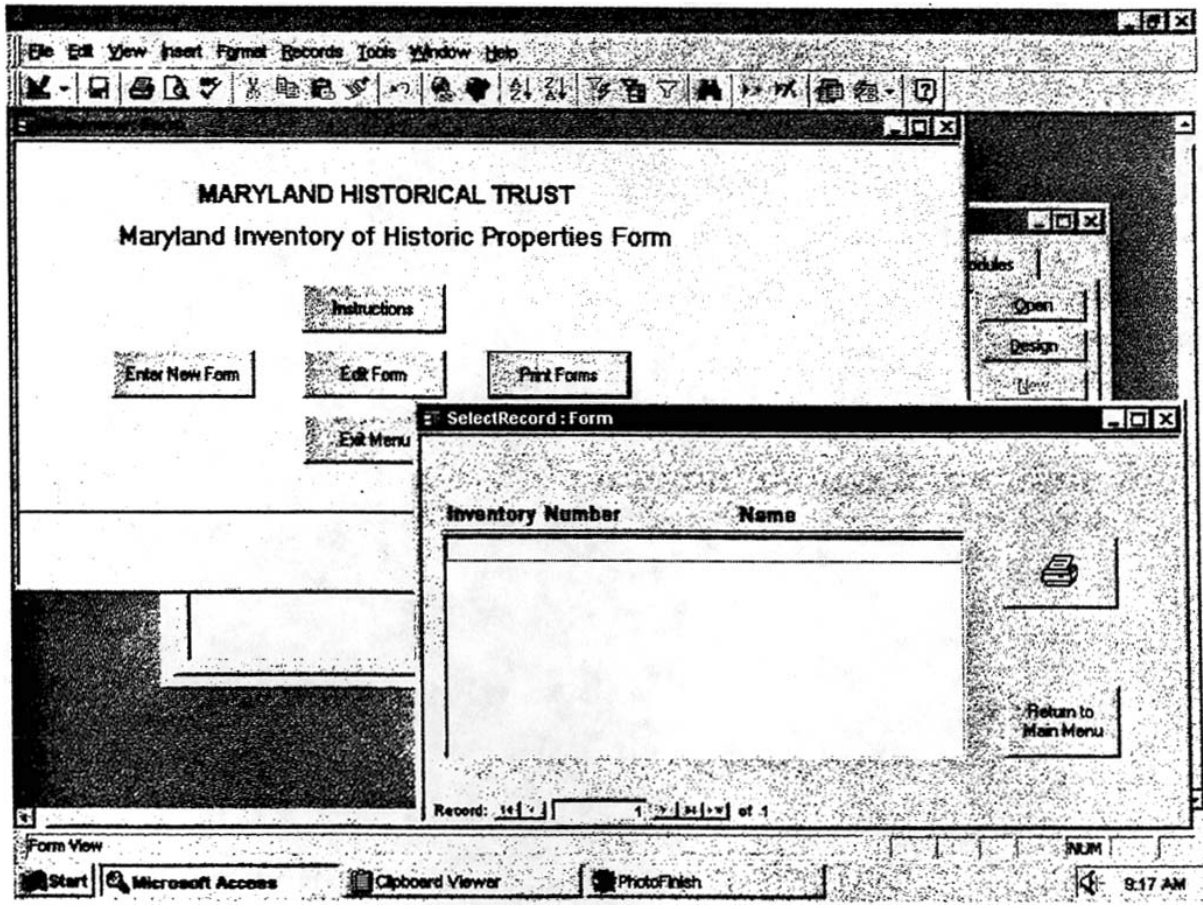 File Edit View Insert Format Records Tools Window Help
MARYLAND HISTORICAL TRUST
Maryland Inventory of Historic Properties Form
Instructions
Enter New Form Edit Form Print Forms
Exit Menu
Open
Design
New
SelectRecord : Form
Inventory Number Name
Return to
Main Menu
Record: 1 of 1
Form View NUM
Start Microsoft Access Clipboard Viewer PhotoFinish 9:17 AM